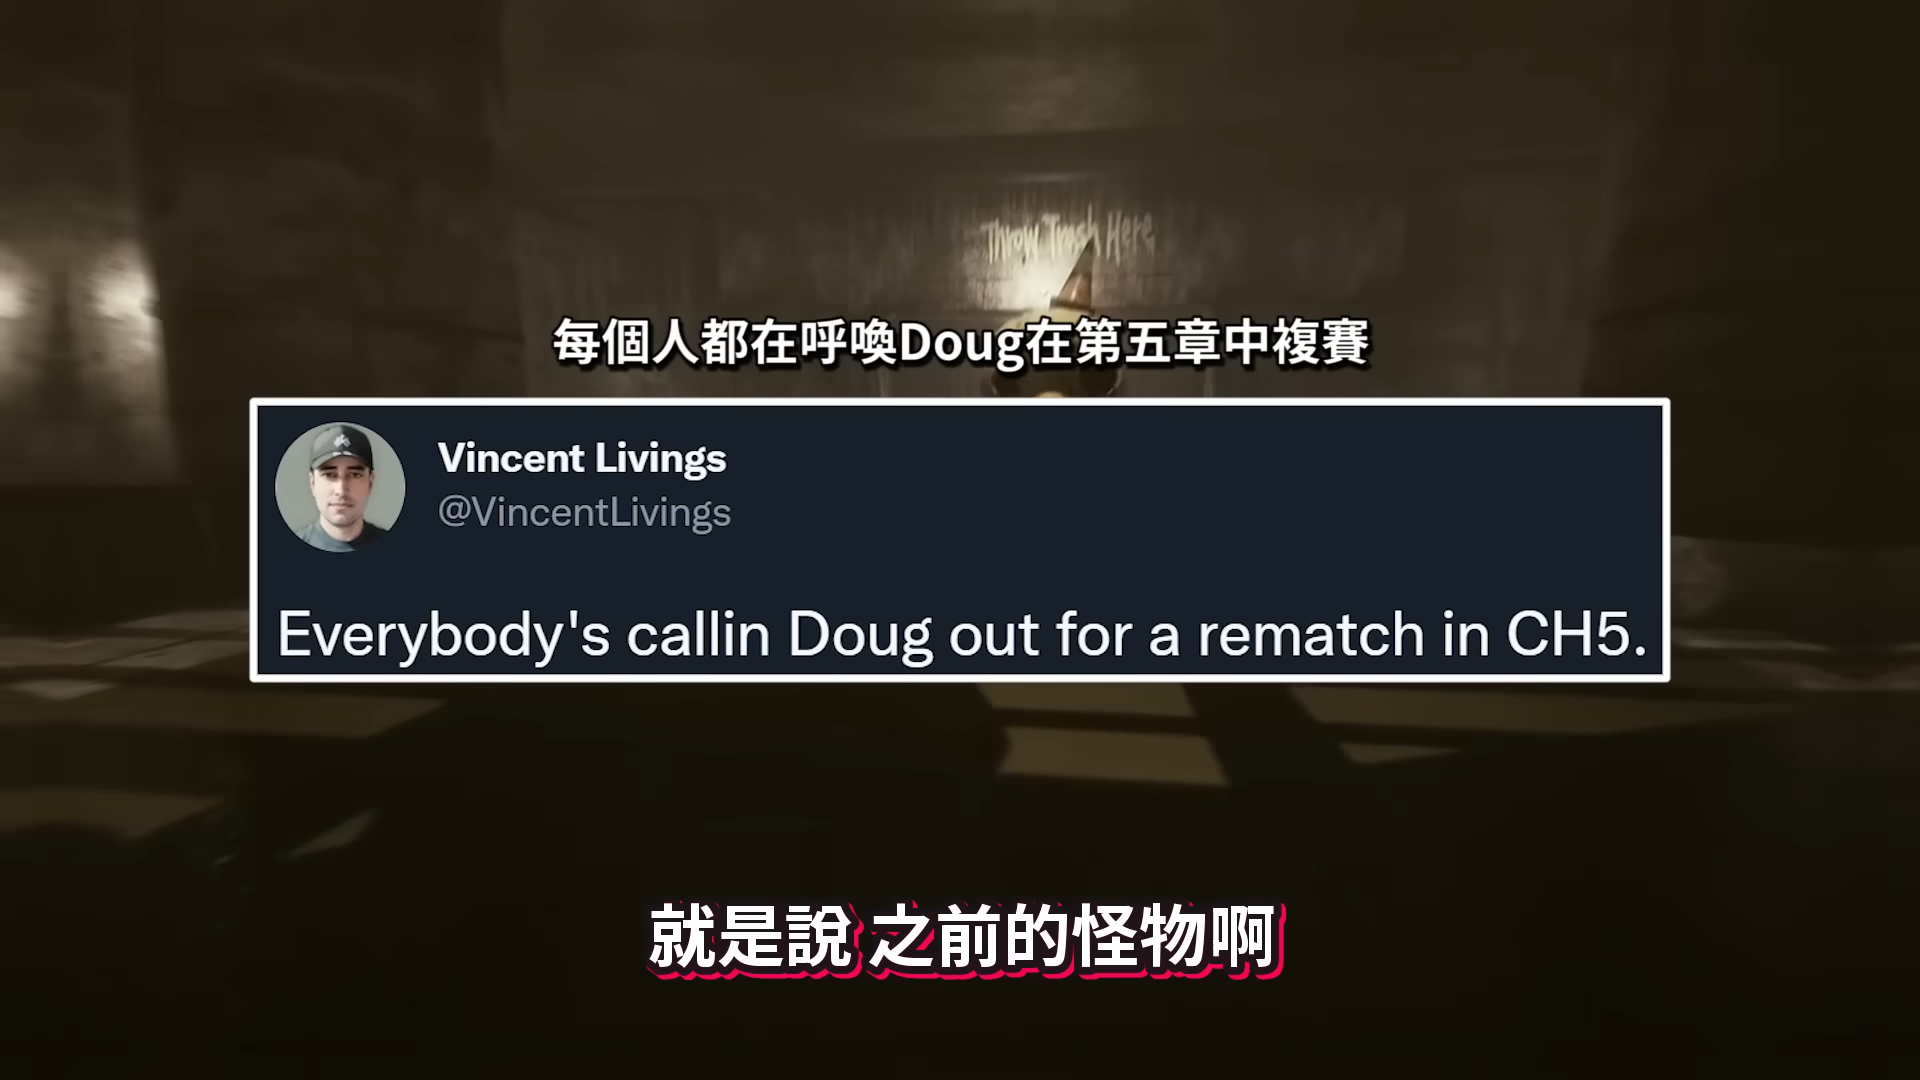 Throw Trash Here
每個人都在呼喚Doug在第五章中複賽
Vincent Livings
@VincentLivings
Everybody's callin Doug out for a rematch in CH5.
就是說 之前的怪物啊